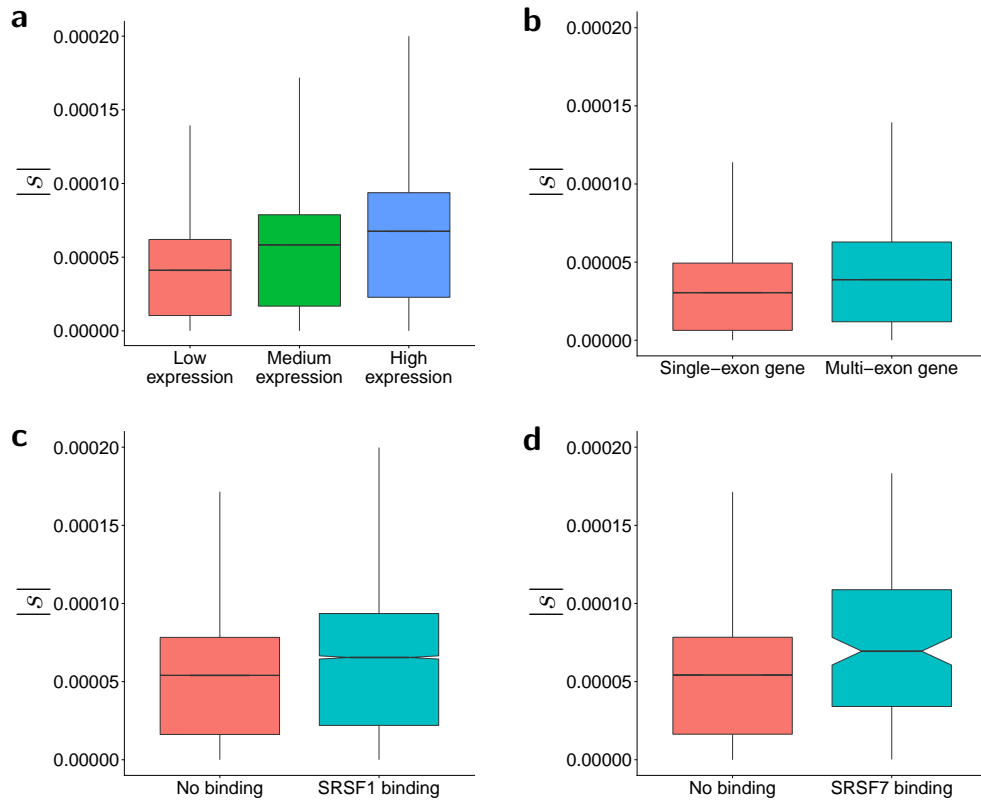 a
0.00020
0.00015
0.00010
0.00005
0.00000
|s|
Low expression
Medium expression
High expression
b
0.00020
0.00015
0.00010
0.00005
0.00000
|s|
Single−exon gene
Multi−exon gene
c
0.00020
0.00015
0.00010
0.00005
0.00000
|s|
No binding
SRSF1 binding
d
0.00020
0.00015
0.00010
0.00005
0.00000
|s|
No binding
SRSF7 binding